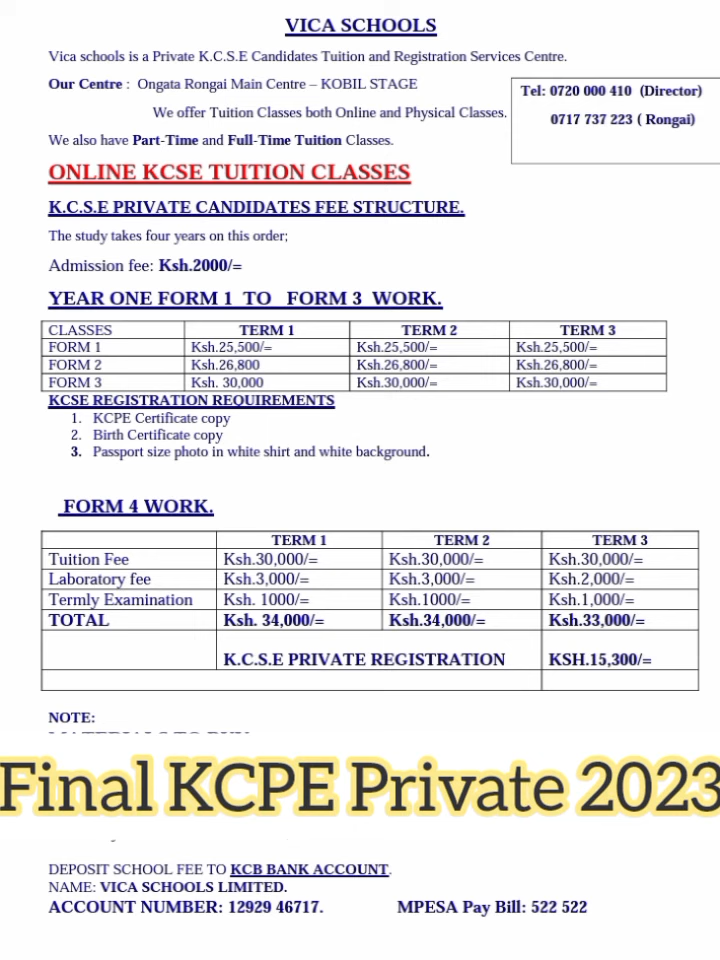 VICA SCHOOLS
Vica schools is a Private K.C.S.E Candidates Tuition and Registration Services Centre.
Our Centre : Ongata Rongai Main Centre – KOBIL STAGE
Tel: 0720 000 410 (Director)
We offer Tuition Classes both Online and Physical Classes.
0717 737 223 ( Rongai)
We also have Part-Time and Full-Time Tuition Classes.
ONLINE KCSE TUITION CLASSES
K.C.S.E PRIVATE CANDIDATES FEE STRUCTURE.
The study takes four years on this order;
Admission fee: Ksh.2000/=
YEAR ONE FORM 1 TO FORM 3 WORK.
CLASSES TERM 1 TERM 2 TERM 3
FORM 1 Ksh.25,500/= Ksh.25,500/= Ksh.25,500/=
FORM 2 Ksh.26,800 Ksh.26,800/= Ksh.26,800/=
FORM 3 Ksh. 30,000 Ksh.30,000/= Ksh.30,000/=
KCSE REGISTRATION REQUIREMENTS
1. KCPE Certificate copy
2. Birth Certificate copy
3. Passport size photo in white shirt and white background.
FORM 4 WORK.
TERM 1 TERM 2 TERM 3
Tuition Fee Ksh.30,000/= Ksh.30,000/= Ksh.30,000/=
Laboratory fee Ksh.3,000/= Ksh.3,000/= Ksh.2,000/=
Termly Examination Ksh. 1000/= Ksh.1000/= Ksh.1,000/=
TOTAL Ksh. 34,000/= Ksh.34,000/= Ksh.33,000/=
K.C.S.E PRIVATE REGISTRATION KSH.15,300/=
NOTE:
Final KCPE Private 2023
DEPOSIT SCHOOL FEE TO KCB BANK ACCOUNT.
NAME: VICA SCHOOLS LIMITED.
ACCOUNT NUMBER: 12929 46717. MPESA Pay Bill: 522 522